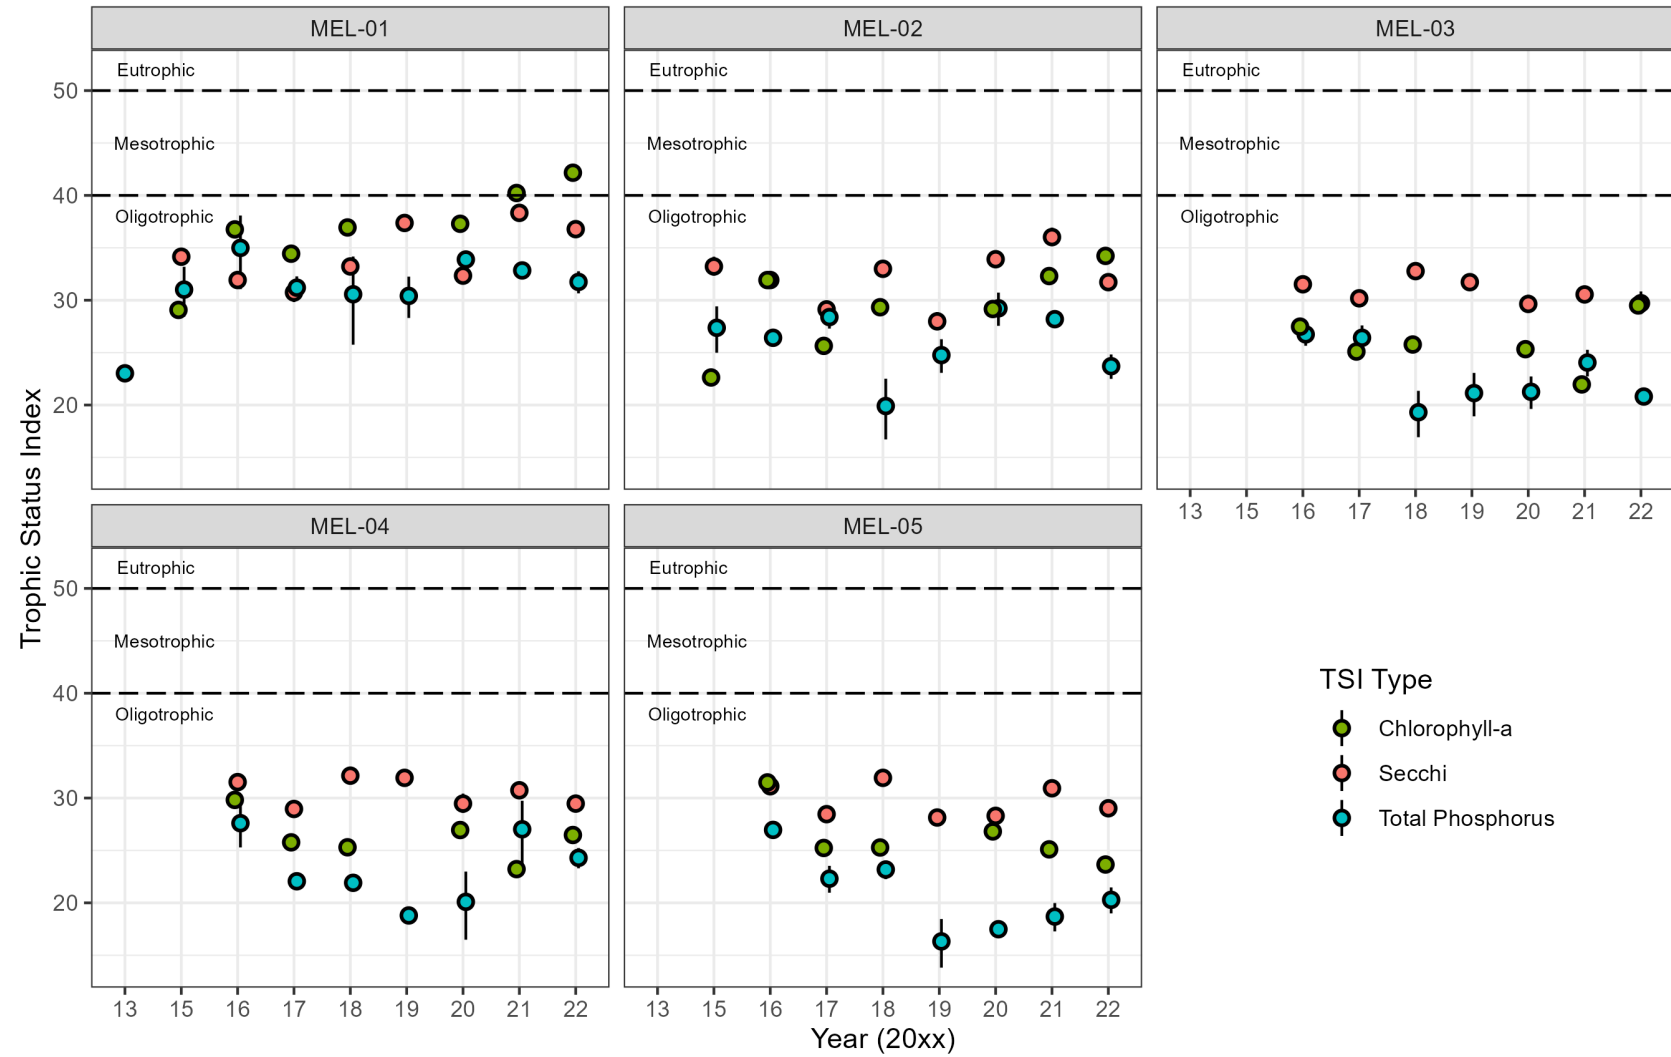 MEL-01
MEL-02
MEL-03
Eutrophic
Eutrophic
Eutrophic
50
Mesotrophic
Mesotrophic
Mesotrophic
40
Oligotrophic
Oligotrophic
Oligotrophic
30
20
13 15 16 17 18 19 20 21 22
Trophic Status Index
MEL-04
MEL-05
Eutrophic
Eutrophic
50
Mesotrophic
Mesotrophic
40
Oligotrophic
Oligotrophic
30
20
13 15 16 17 18 19 20 21 22
13 15 16 17 18 19 20 21 22
Year (20xx)
TSI Type
Chlorophyll-a
Secchi
Total Phosphorus